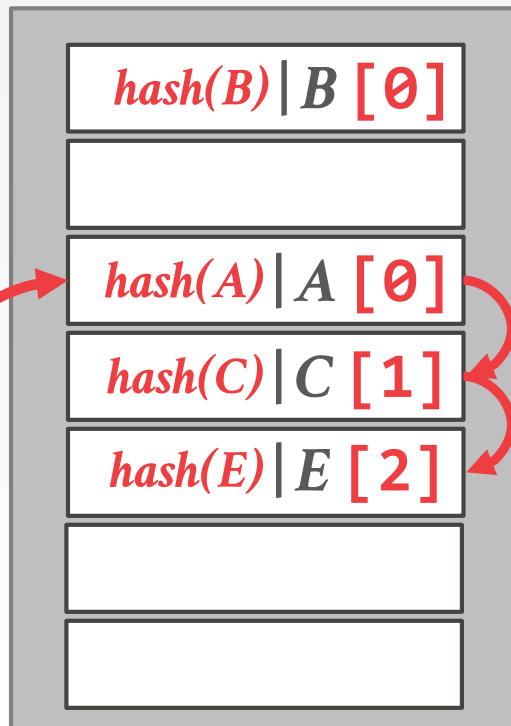 hash(B) | B [0]
hash(A) | A [0]
hash(C) | C [1]
hash(E) | E [2]